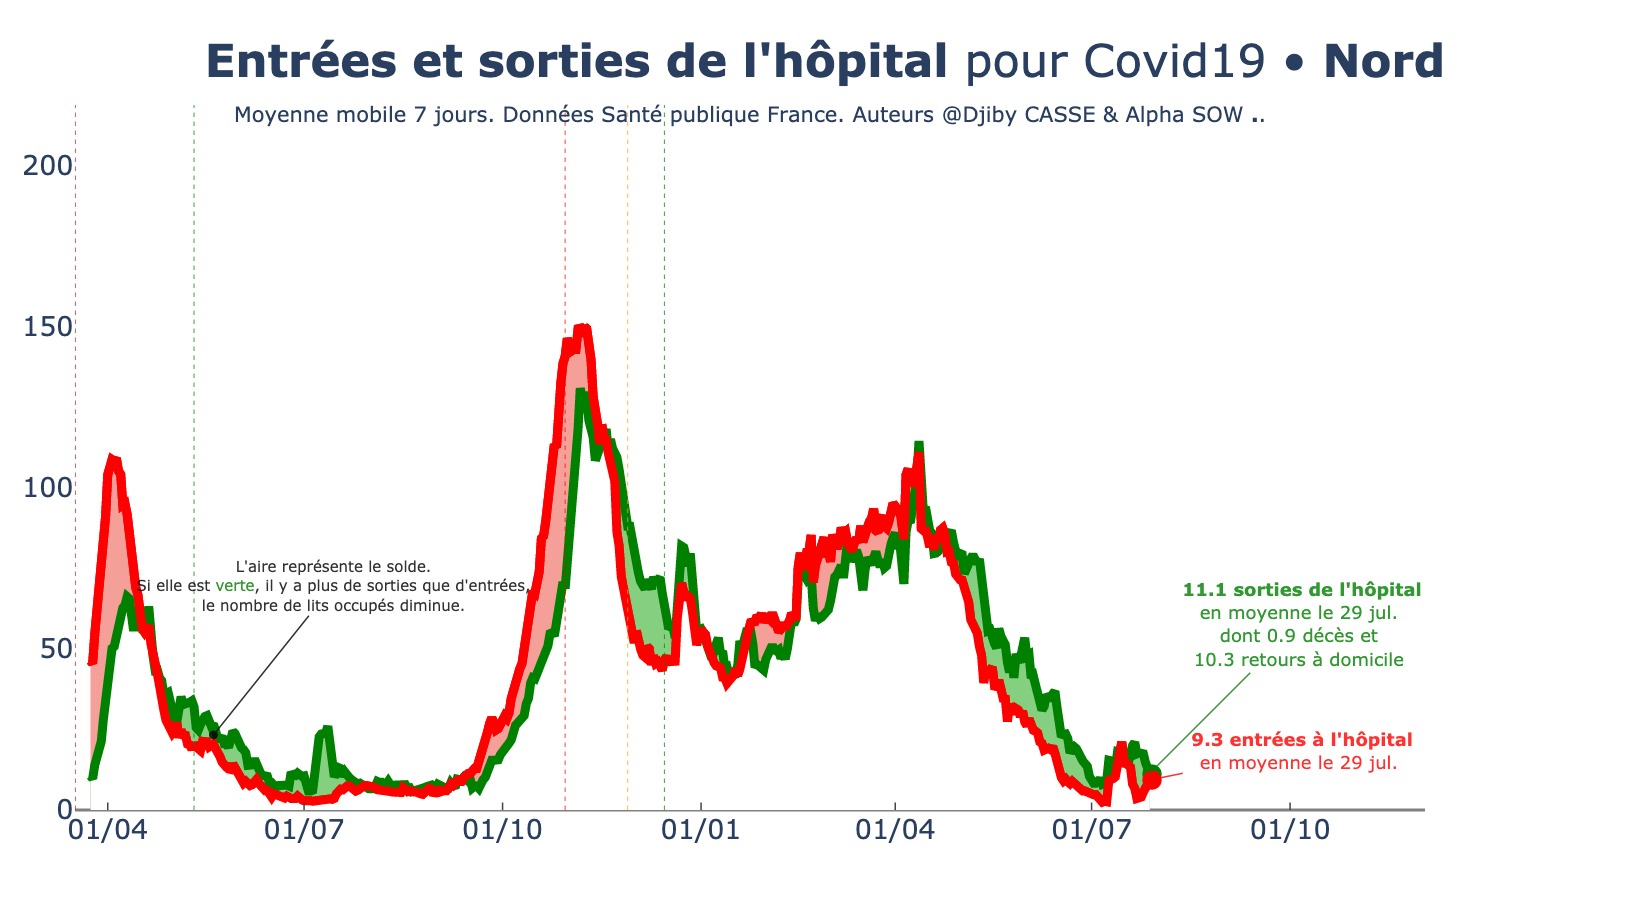 Entrées et sorties de l'hôpital pour Covid19 • Nord
Moyenne mobile 7 jours. Données Santé publique France. Auteurs @Djiby CASSE & Alpha SOW ..
200
150
100
50
0
L'aire représente le solde.
Si elle est verte, il y a plus de sorties que d'entrées,
le nombre de lits occupés diminue.
11.1 sorties de l'hôpital
en moyenne le 29 jul.
dont 0.9 décès et
10.3 retours à domicile
9.3 entrées à l'hôpital
en moyenne le 29 jul.
01/04 01/07 01/10 01/01 01/04 01/07 01/10